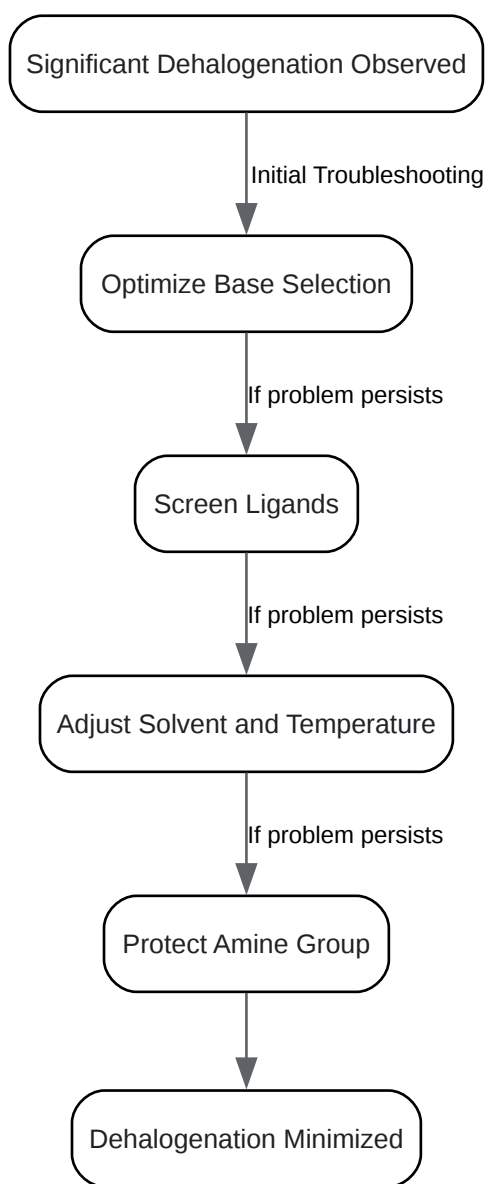 Significant Dehalogenation Observed
Initial Troubleshooting
Optimize Base Selection
If problem persists
Screen Ligands
If problem persists
Adjust Solvent and Temperature
If problem persists
Protect Amine Group
Dehalogenation Minimized